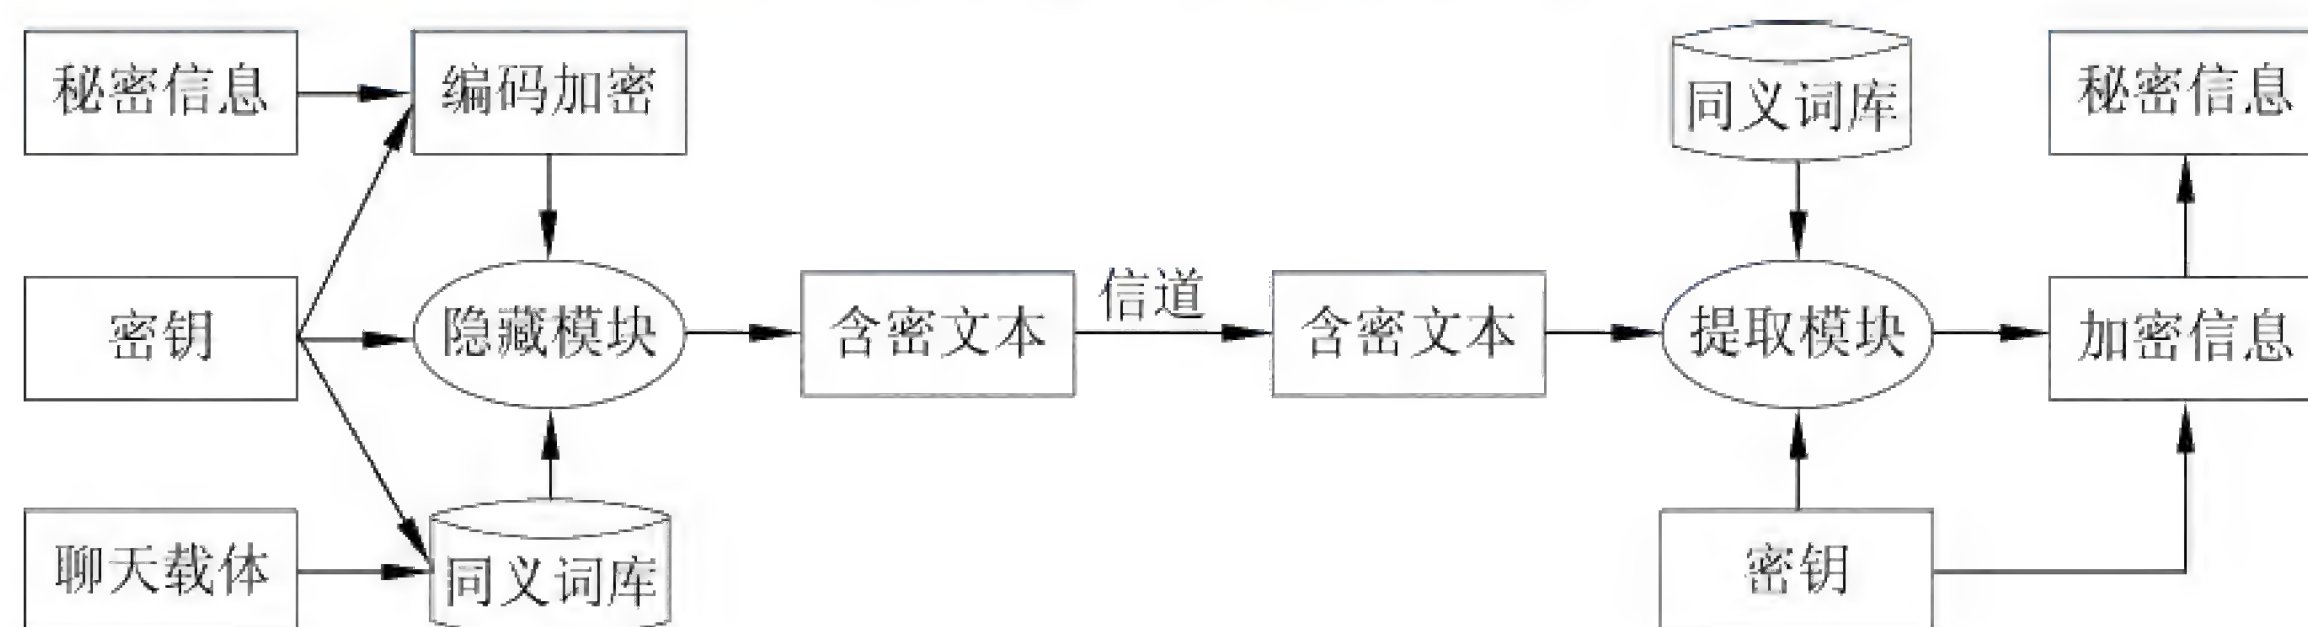 秘密信息
编码加密
同义词库
秘密信息
密钥
隐藏模块
含密文本
信道
含密文本
提取模块
加密信息
聊天载体
同义词库
密钥